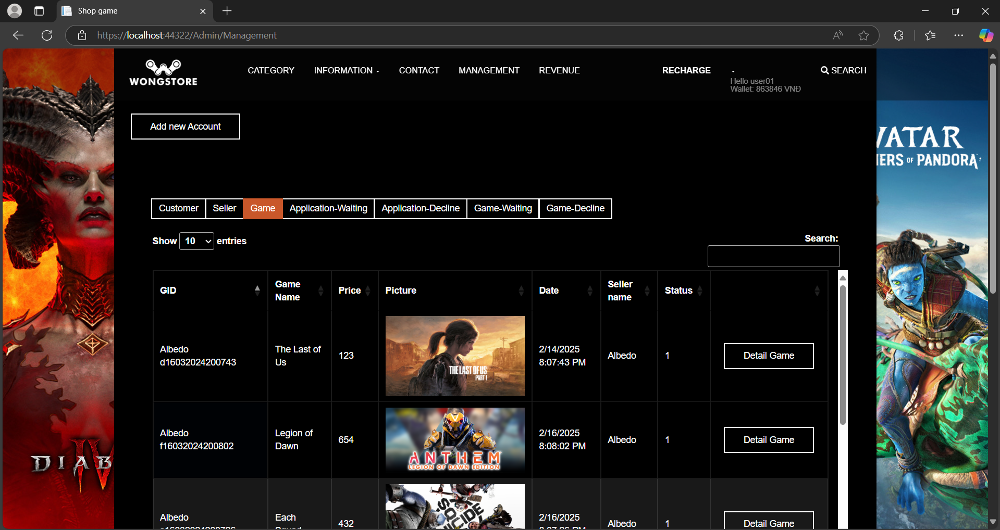 Shop game
https://localhost:44322/Admin/Management
WONGSTORE
CATEGORY
INFORMATION
CONTACT
MANAGEMENT
REVENUE
RECHARGE
Hello user01
Wallet: 863846 VNĐ
SEARCH
Add new Account
Customer
Seller
Game
Application-Waiting
Application-Decline
Game-Waiting
Game-Decline
Show 10 entries
Search:
GID
Game
Name
Price
Picture
Date
Seller
name
Status
Albedo
d16032024200743
The Last of
Us
123
THE LAST OF US
PART I
2/14/2025
8:07:43 PM
Albedo
1
Detail Game
Albedo
f16032024200802
Legion of
Dawn
654
ANTHEM
LEGION OF DAWN EDITION
2/16/2025
8:08:02 PM
Albedo
1
Detail Game
Albedo
Each
432
2/16/2025
Albedo
1
Detail Game
DIAB
IV
VATAR
IERS OF PANDORA